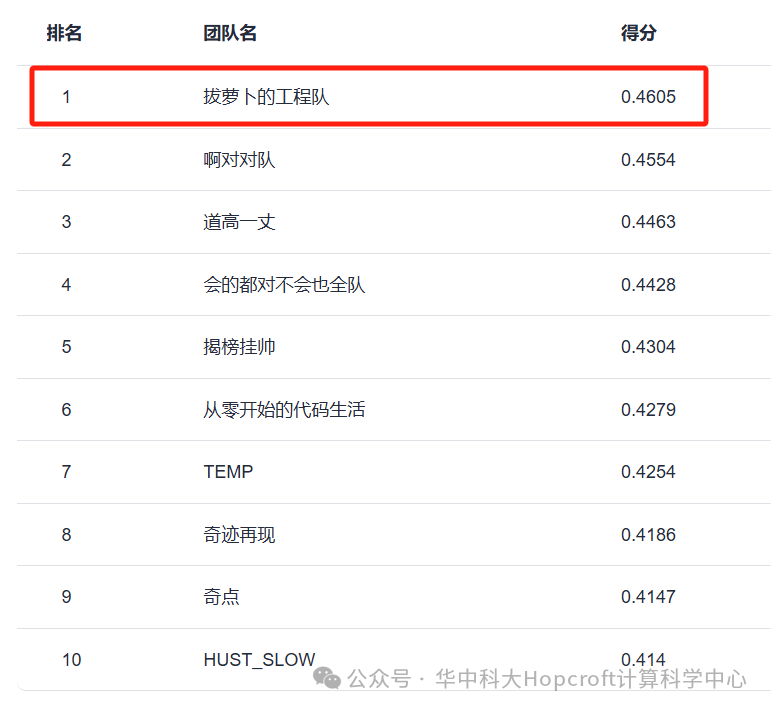 排名 团队名 得分
1 拔萝卜的工程队 0.4605
2 啊对对队 0.4554
3 道高一丈 0.4463
4 会的都对不会也全队 0.4428
5 揭榜挂帅 0.4304
6 从零开始的代码生活 0.4279
7 TEMP 0.4254
8 奇迹再现 0.4186
9 奇点 0.4147
10 HUST_SLOW 0.414
公众号 · 华中科大Hopcroft计算科学中心